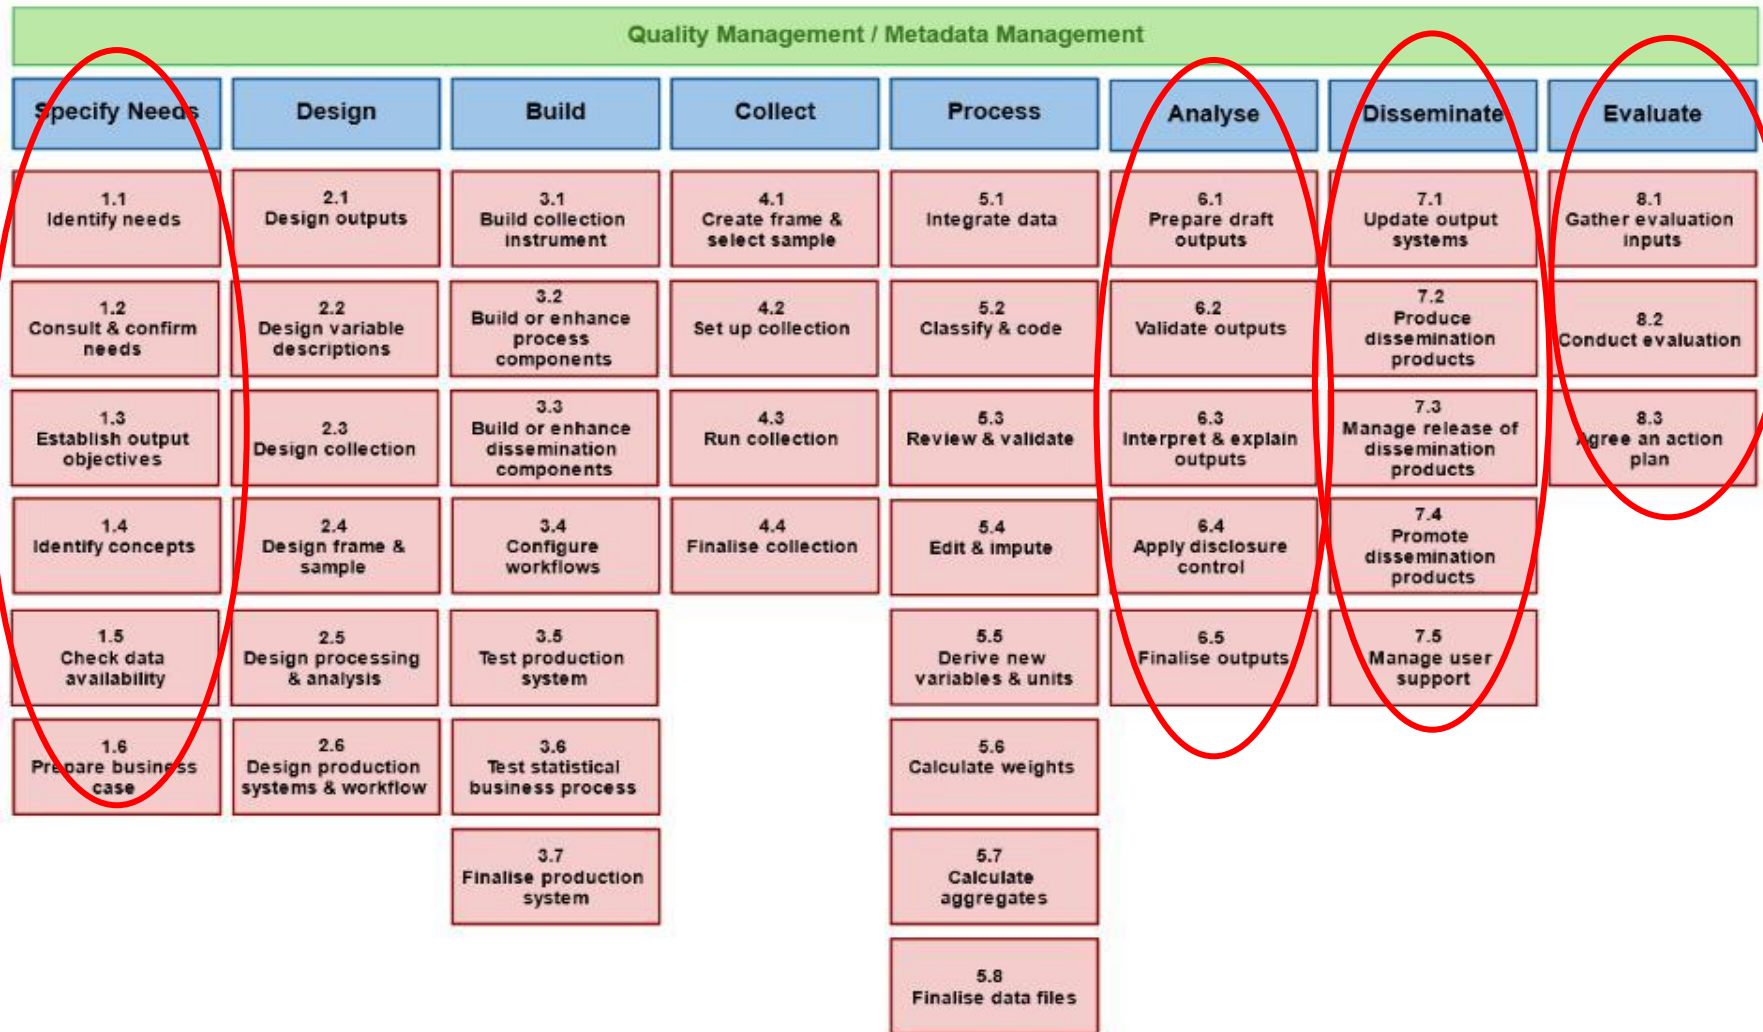 Quality Management / Metadata Management
Specify Needs
Design
Build
Collect
Process
Analyse
Disseminate
Evaluate
1.1
Identify needs
1.2
Consult & confirm
needs
1.3
Establish output
objectives
1.4
Identify concepts
1.5
Check data
availability
1.6
Prepare business
case
2.1
Design outputs
2.2
Design variable
descriptions
2.3
Design collection
2.4
Design frame &
sample
2.5
Design processing
& analysis
2.6
Design production
systems & workflow
3.1
Build collection
instrument
3.2
Build or enhance
process
components
3.3
Build or enhance
dissemination
components
3.4
Configure
workflows
3.5
Test production
system
3.6
Test statistical
business process
3.7
Finalise production
system
4.1
Create frame &
select sample
4.2
Set up collection
4.3
Run collection
4.4
Finalise collection
5.1
Integrate data
5.2
Classify & code
5.3
Review & validate
5.4
Edit & impute
5.5
Derive new
variables & units
5.6
Calculate weights
5.7
Calculate
aggregates
5.8
Finalise data files
6.1
Prepare draft
outputs
6.2
Validate outputs
6.3
Interpret & explain
outputs
6.4
Apply disclosure
control
6.5
Finalise outputs
7.1
Update output
systems
7.2
Produce
dissemination
products
7.3
Manage release of
dissemination
products
7.4
Promote
dissemination
products
7.5
Manage user
support
8.1
Gather evaluation
inputs
8.2
Conduct evaluation
8.3
Agree an action
plan